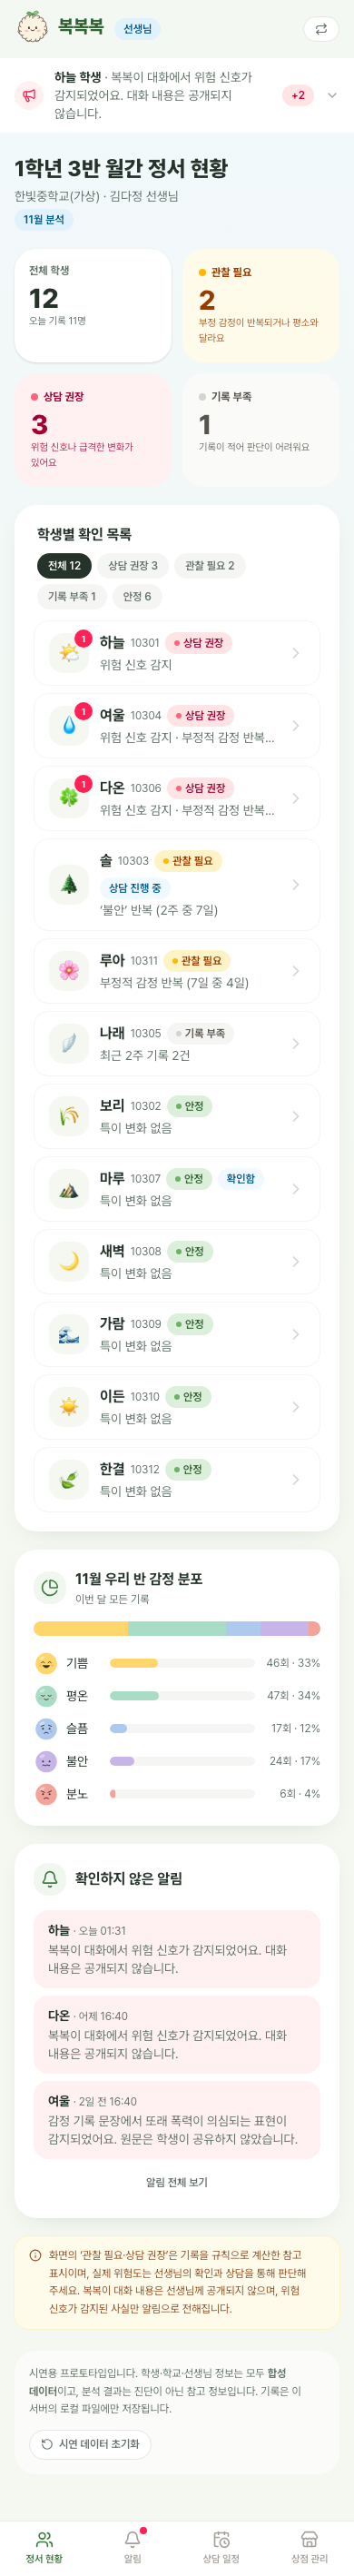 복복복 선생님
하늘 학생 · 복복이 대화에서 위험 신호가
감지되었어요. 대화 내용은 공개되지
않습니다.
+2
1학년 3반 월간 정서 현황
한빛중학교(가상) · 김다정 선생님
11월 분석
전체 학생
12
오늘 기록 11명
관찰 필요
2
부정 감정이 반복되거나 평소와
달라요
상담 권장
3
위험 신호나 급격한 변화가
있어요
기록 부족
1
기록이 적어 판단이 어려워요
학생별 확인 목록
전체 12 상담 권장 3 관찰 필요 2
기록 부족 1 안정 6
1
하늘 10301 상담 권장
위험 신호 감지
1
여울 10304 상담 권장
위험 신호 감지 · 부정적 감정 반복...
1
다온 10306 상담 권장
위험 신호 감지 · 부정적 감정 반복...
솔 10303 관찰 필요
상담 진행 중
'불안' 반복 (2주 중 7일)
루아 10311 관찰 필요
부정적 감정 반복 (7일 중 4일)
나래 10305 기록 부족
최근 2주 기록 2건
보리 10302 안정
특이 변화 없음
마루 10307 안정 확인함
특이 변화 없음
새벽 10308 안정
특이 변화 없음
가람 10309 안정
특이 변화 없음
이든 10310 안정
특이 변화 없음
한결 10312 안정
특이 변화 없음
11월 우리 반 감정 분포
이번 달 모든 기록
기쁨 46회 · 33%
평온 47회 · 34%
슬픔 17회 · 12%
불안 24회 · 17%
분노 6회 · 4%
확인하지 않은 알림
하늘 · 오늘 01:31
복복이 대화에서 위험 신호가 감지되었어요. 대화
내용은 공개되지 않습니다.
다온 · 어제 16:40
복복이 대화에서 위험 신호가 감지되었어요. 대화
내용은 공개되지 않습니다.
여울 · 2일 전 16:40
감정 기록 문장에서 또래 폭력이 의심되는 표현이
감지되었어요. 원문은 학생이 공유하지 않았습니다.
알림 전체 보기
화면의 '관찰 필요·상담 권장'은 기록을 규칙으로 계산한 참고
표시이며, 실제 위험도는 선생님의 확인과 상담을 통해 판단해
주세요. 복복이 대화 내용은 선생님께 공개되지 않으며, 위험
신호가 감지된 사실만 알림으로 전해집니다.
시연용 프로토타입입니다. 학생·학교·선생님 정보는 모두 합성
데이터이고, 분석 결과는 진단이 아닌 참고 정보입니다. 기록은 이
서버의 로컬 파일에만 저장됩니다.
시연 데이터 초기화
정서 현황 알림 상담 일정 상점 관리